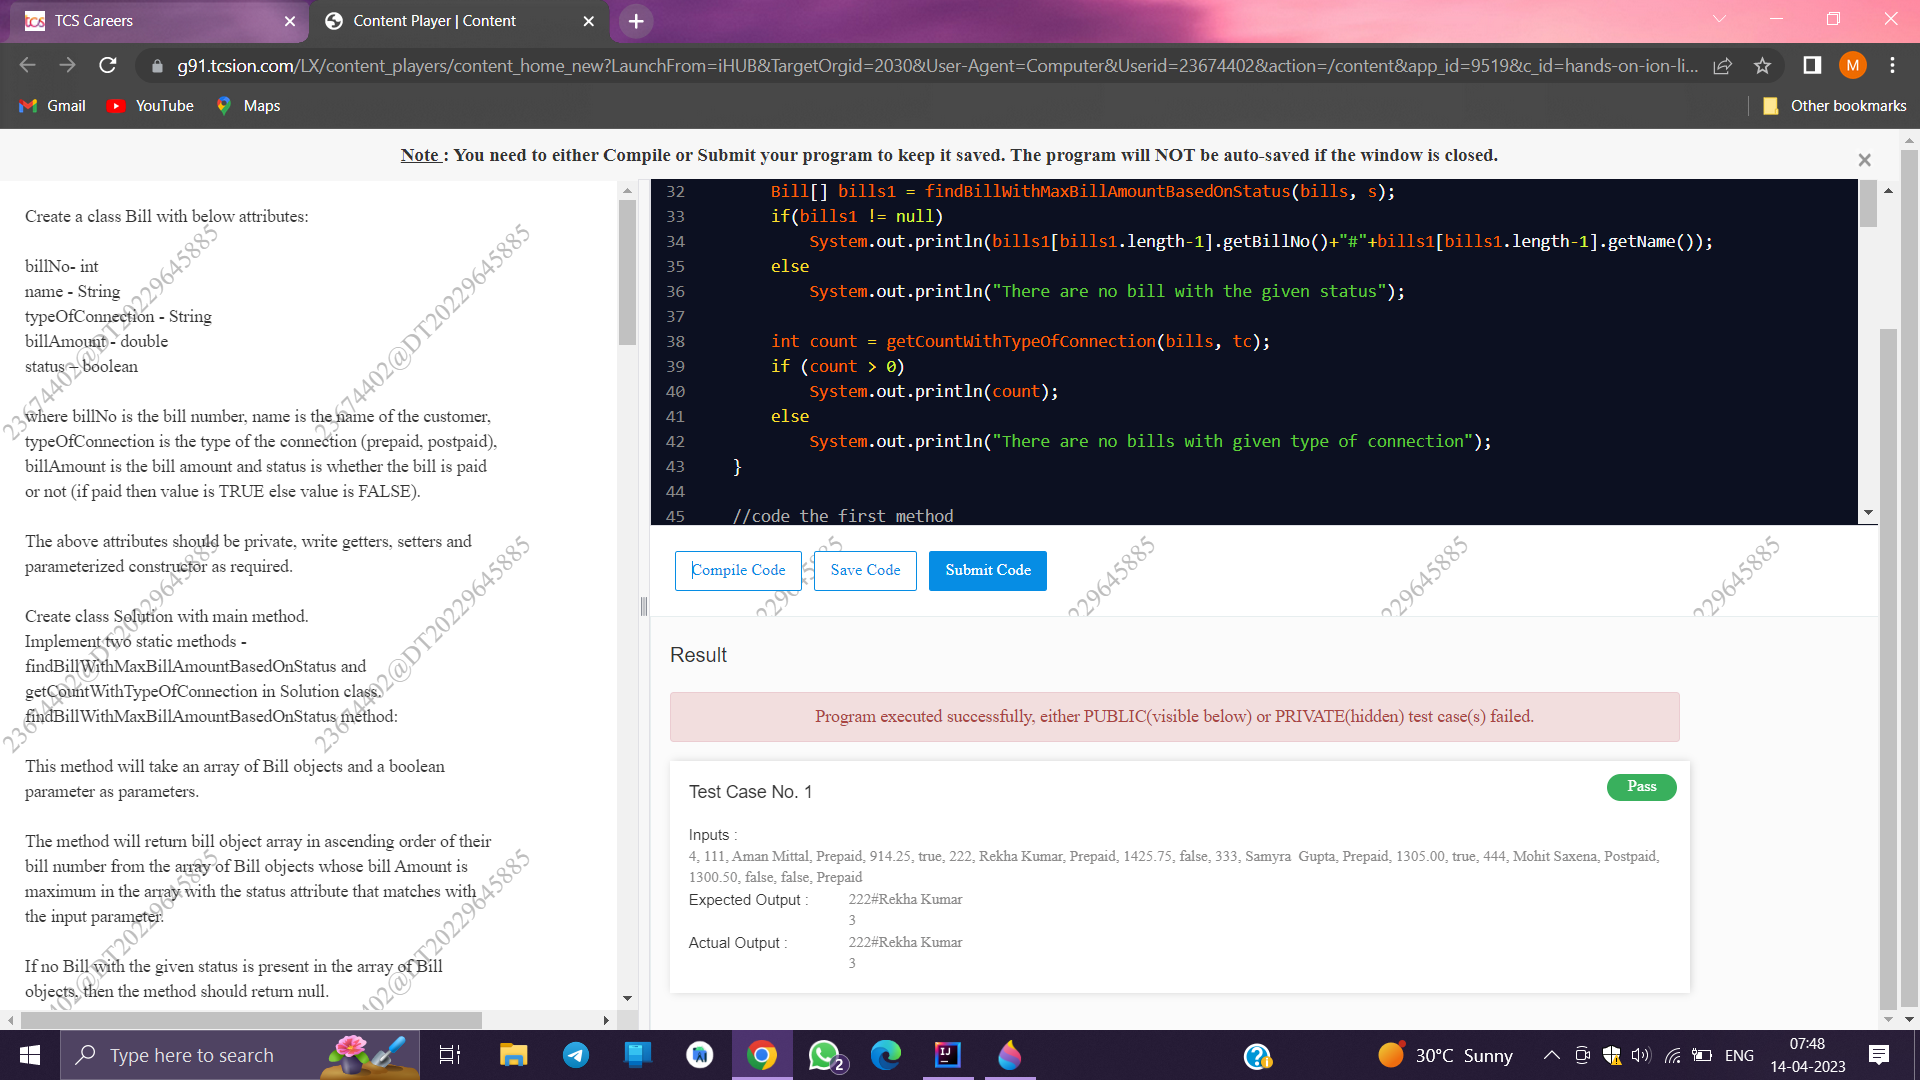 TCS Careers
Content Player | Content
g91.tcsion.com/LX/content_players/content_home_new?LaunchFrom=iHUB&TargetOrgid=2030&User-Agent=Computer&Userid=23674402&action=/content&app_id=9519&c_id=hands-on-ion-li...
M
Gmail
YouTube
Maps
Other bookmarks
Note : You need to either Compile or Submit your program to keep it saved. The program will NOT be auto-saved if the window is closed.
Create a class Bill with below attributes:
billNo- int
name - String
typeOfConnection - String
billAmount - double
status – boolean
where billNo is the bill number, name is the name of the customer,
typeOfConnection is the type of the connection (prepaid, postpaid),
billAmount is the bill amount and status is whether the bill is paid
or not (if paid then value is TRUE else value is FALSE).
The above attributes should be private, write getters, setters and
parameterized constructor as required.
Create class Solution with main method.
Implement two static methods -
findBillWithMaxBillAmountBasedOnStatus and
getCountWithTypeOfConnection in Solution class.
findBillWithMaxBillAmountBasedOnStatus method:
This method will take an array of Bill objects and a boolean
parameter as parameters.
The method will return bill object array in ascending order of their
bill number from the array of Bill objects whose bill Amount is
maximum in the array with the status attribute that matches with
the input parameter.
If no Bill with the given status is present in the array of Bill
objects, then the method should return null.
23674402@DT20229645885
23674402@DT20229645885
23674402@DT20229645885
23674402@DT20229645885
402@DT20229645885
402@DT20229645885
32 Bill[] bills1 = findBillWithMaxBillAmountBasedOnStatus(bills, s);
33 if(bills1 != null)
34 System.out.println(bills1[bills1.length-1].getBillNo()+"#"+bills1[bills1.length-1].getName());
35 else
36 System.out.println("There are no bill with the given status");
37
38 int count = getCountWithTypeOfConnection(bills, tc);
39 if (count > 0)
40 System.out.println(count);
41 else
42 System.out.println("There are no bills with given type of connection");
43 }
44
45 //code the first method
Compile Code
Save Code
Submit Code
229645885
229645885
229645885
Result
Program executed successfully, either PUBLIC(visible below) or PRIVATE(hidden) test case(s) failed.
Test Case No. 1
Pass
Inputs :
4, 111, Aman Mittal, Prepaid, 914.25, true, 222, Rekha Kumar, Prepaid, 1425.75, false, 333, Samyra  Gupta, Prepaid, 1305.00, true, 444, Mohit Saxena, Postpaid,
1300.50, false, false, Prepaid
Expected Output : 222#Rekha Kumar
3
Actual Output : 222#Rekha Kumar
3
Type here to search
2
30°C Sunny
ENG
07:48
14-04-2023